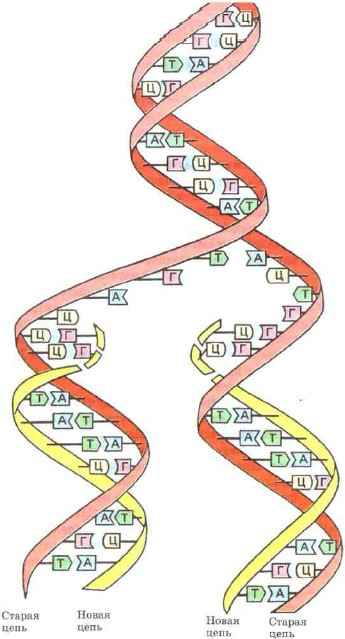 Г Ц
Г Ц
Т А
Ц Г
А Т
Г Ц
Ц Г
А Т
Т А
Г Ц
А Т
Ц Г
Ц Г Ц Г
Ц Г Ц Г
Т А Т А
А Т А Т
Т А Т А
Ц Г Ц Г
А Т А Т
Г Ц Г Ц
Т А Т А
Старая цепь
Новая цепь
Новая цепь
Старая цепь